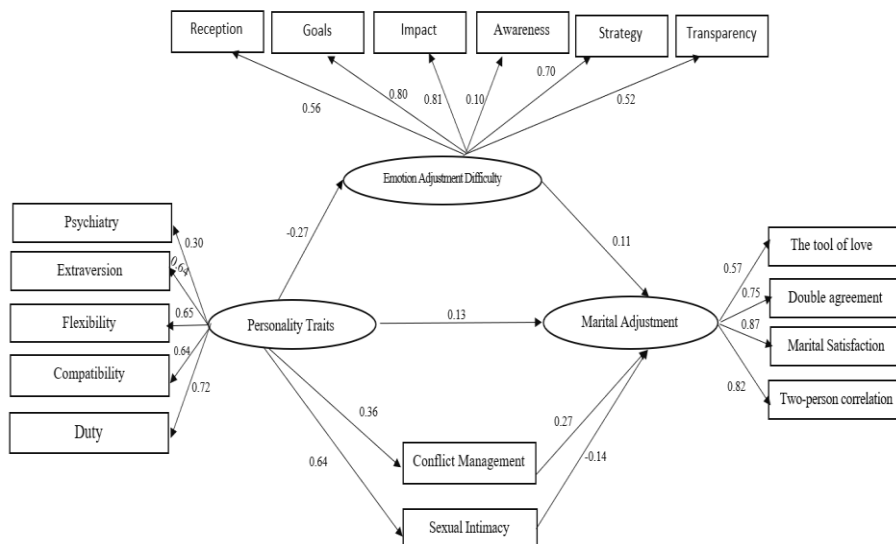 Reception
Goals
Impact
Awareness
Strategy
Transparency
0.56
0.80
0.81
0.10
0.70
0.52
Emotion Adjustment Difficulty
Psychiatry
Extraversion
Flexibility
Compatibility
Duty
0.30
0.64
0.65
0.64
0.72
Personality Traits
-0.27
0.13
0.36
0.64
0.11
Marital Adjustment
0.27
-0.14
Conflict Management
Sexual Intimacy
0.57
0.75
0.87
0.82
The tool of love
Double agreement
Marital Satisfaction
Two-person correlation